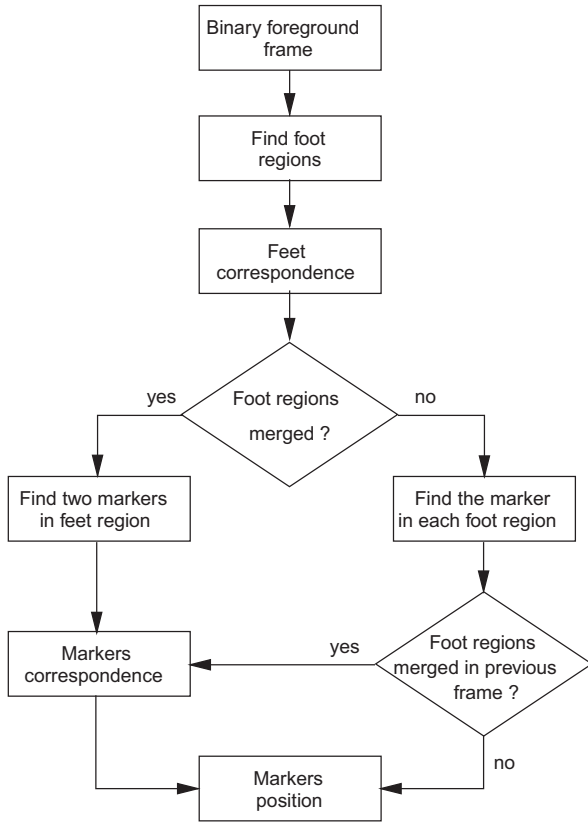 Binary foreground
frame
Find foot
regions
Feet
correspondence
Foot regions
merged ?
yes
no
Find two markers
in feet region
Find the marker
in each foot region
Markers
correspondence
yes
Foot regions
merged in previous
frame ?
no
Markers
position